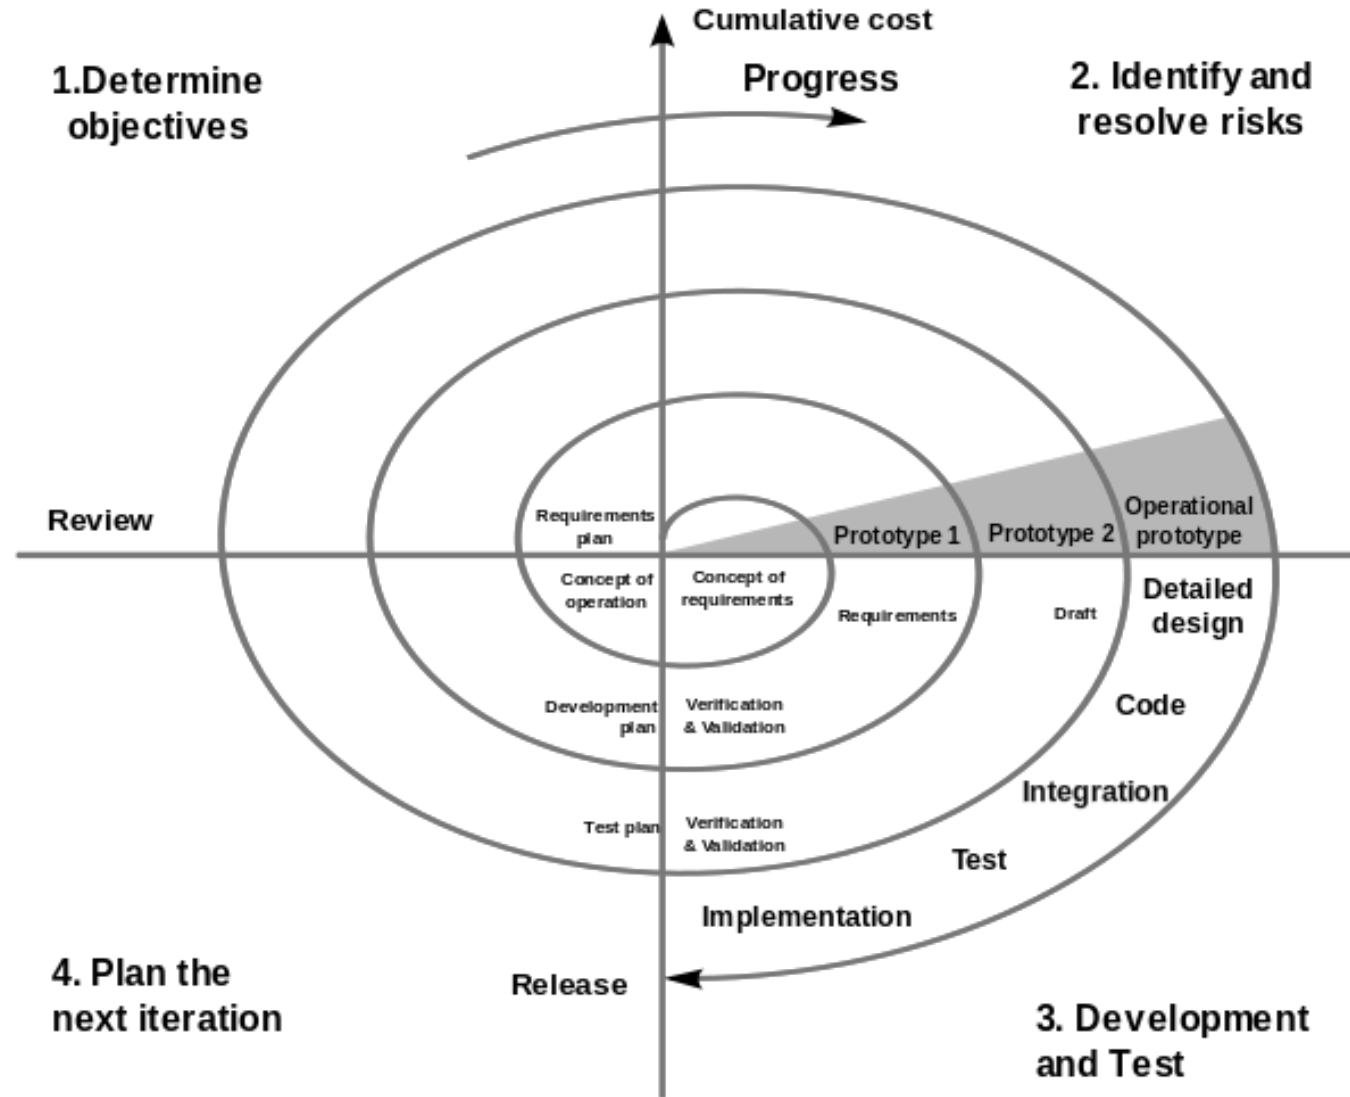 Cumulative cost
Progress
1.Determine
objectives
2. Identify and
resolve risks
Review
Requirements
plan
Prototype 1
Prototype 2
Operational
prototype
Concept of
operation
Concept of
requirements
Requirements
Draft
Detailed
design
Development
plan
Verification
& Validation
Code
Integration
Test plan
Verification
& Validation
Test
Implementation
Release
4. Plan the
next iteration
3. Development
and Test